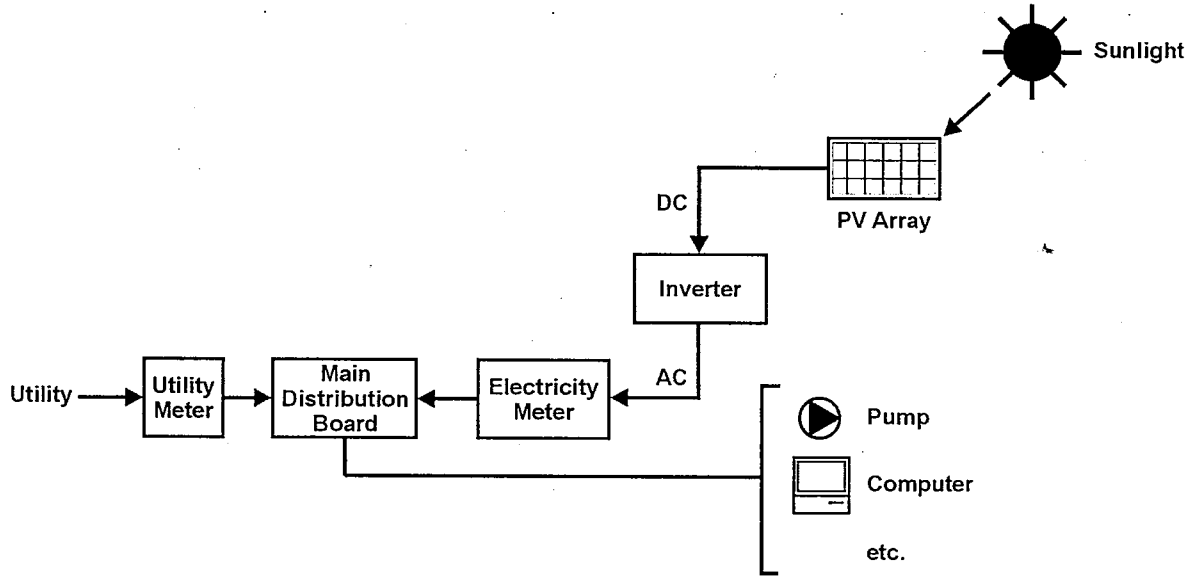 Sunlight
PV Array
DC
Inverter
AC
Utility
Utility
Meter
Main
Distribution
Board
Electricity
Meter
Pump
Computer
etc.